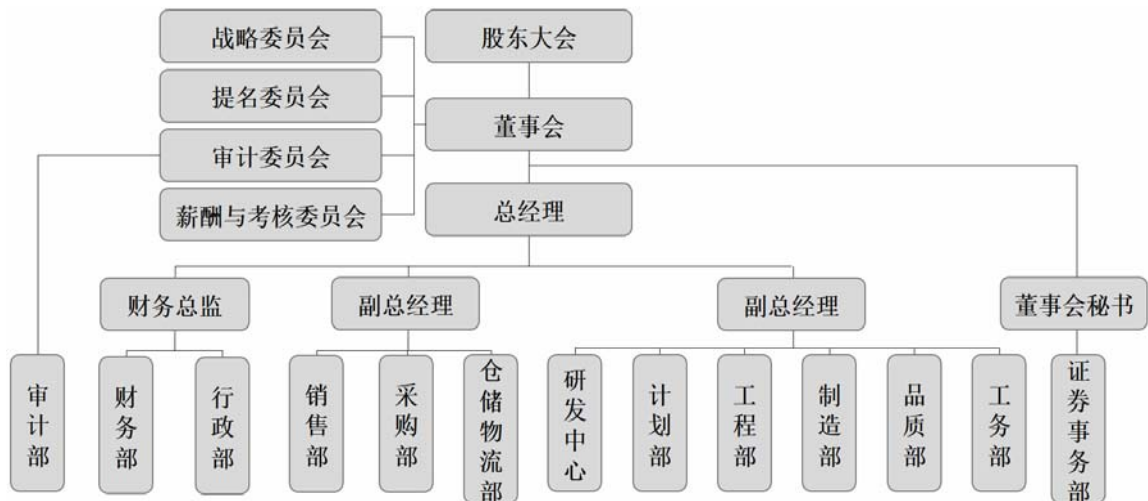 战略委员会
股东大会
提名委员会
董事会
审计委员会
薪酬与考核委员会
总经理
财务总监
副总经理
副总经理
董事会秘书
审计部
财务部
行政部
销售部
采购部
仓储物流部
研发中心
计划部
工程部
制造部
品质部
工务部
证券事务部